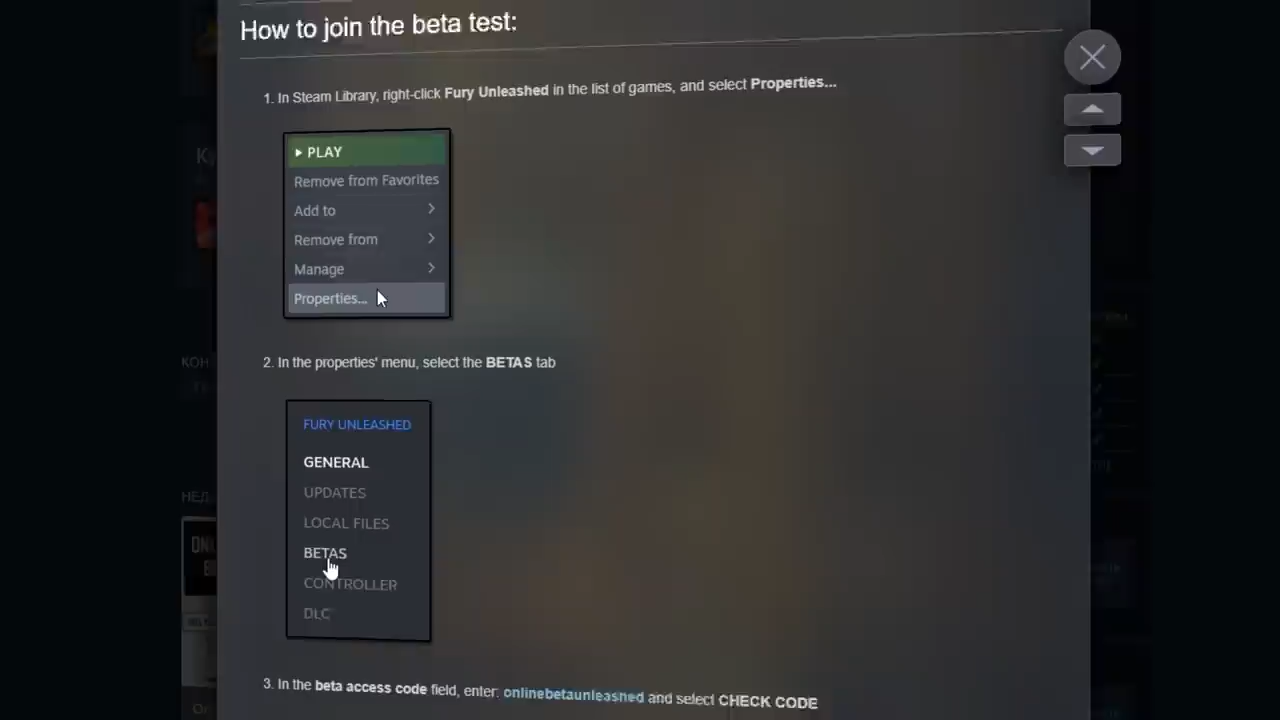 How to join the beta test:
1. In Steam Library, right-click Fury Unleashed in the list of games, and select Properties...
PLAY
Remove from Favorites
Add to
Remove from
Manage
Properties...
2. In the properties' menu, select the BETAS tab
КОН
FURY UNLEASHED
GENERAL
UPDATES
LOCAL FILES
BETAS
CONTROLLER
DLC
3. In the beta access code field, enter: onlinebetaunleashed and select CHECK CODE